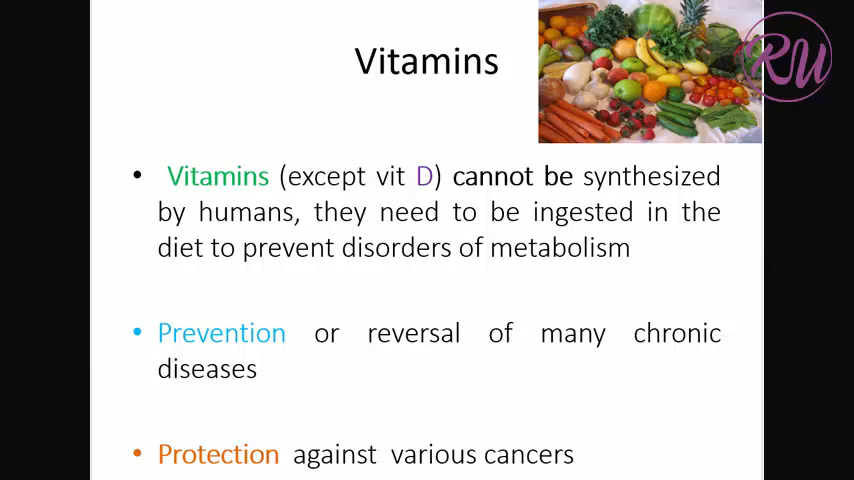 Vitamins
RU
• Vitamins (except vit D) cannot be synthesized
by humans, they need to be ingested in the
diet to prevent disorders of metabolism
• Prevention or reversal of many chronic
diseases
• Protection against various cancers